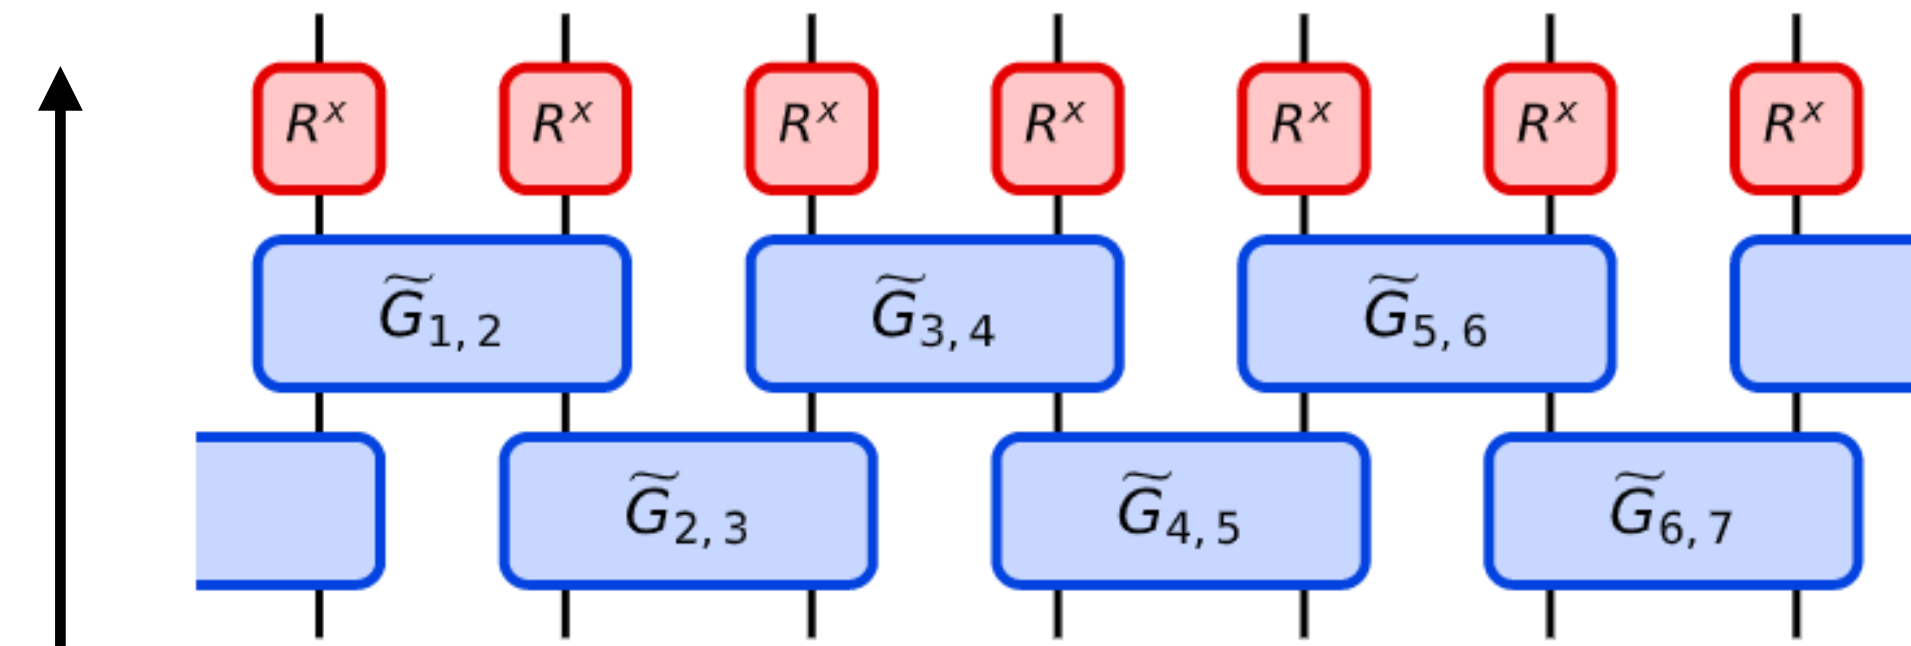 R^x R^x R^x R^x R^x R^x R^x
G̃_{1,2} G̃_{3,4} G̃_{5,6}
G̃_{2,3} G̃_{4,5} G̃_{6,7}